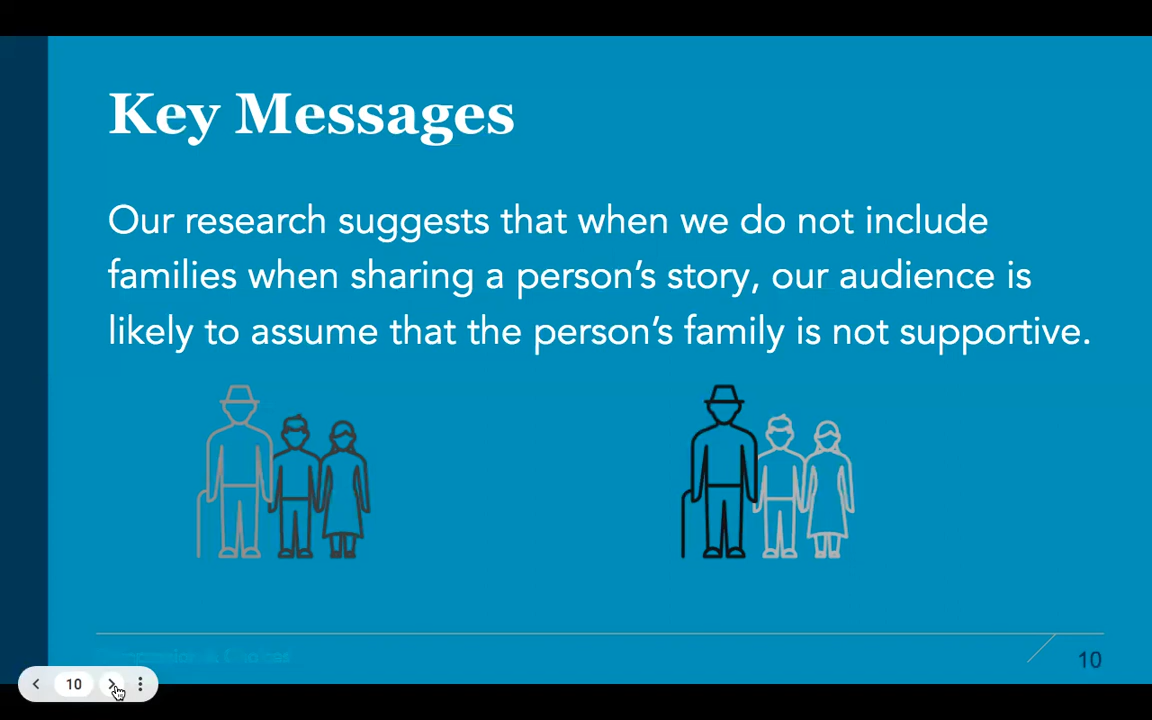 Key Messages
Our research suggests that when we do not include
families when sharing a person’s story, our audience is
likely to assume that the person’s family is not supportive.
& Choices
10
10